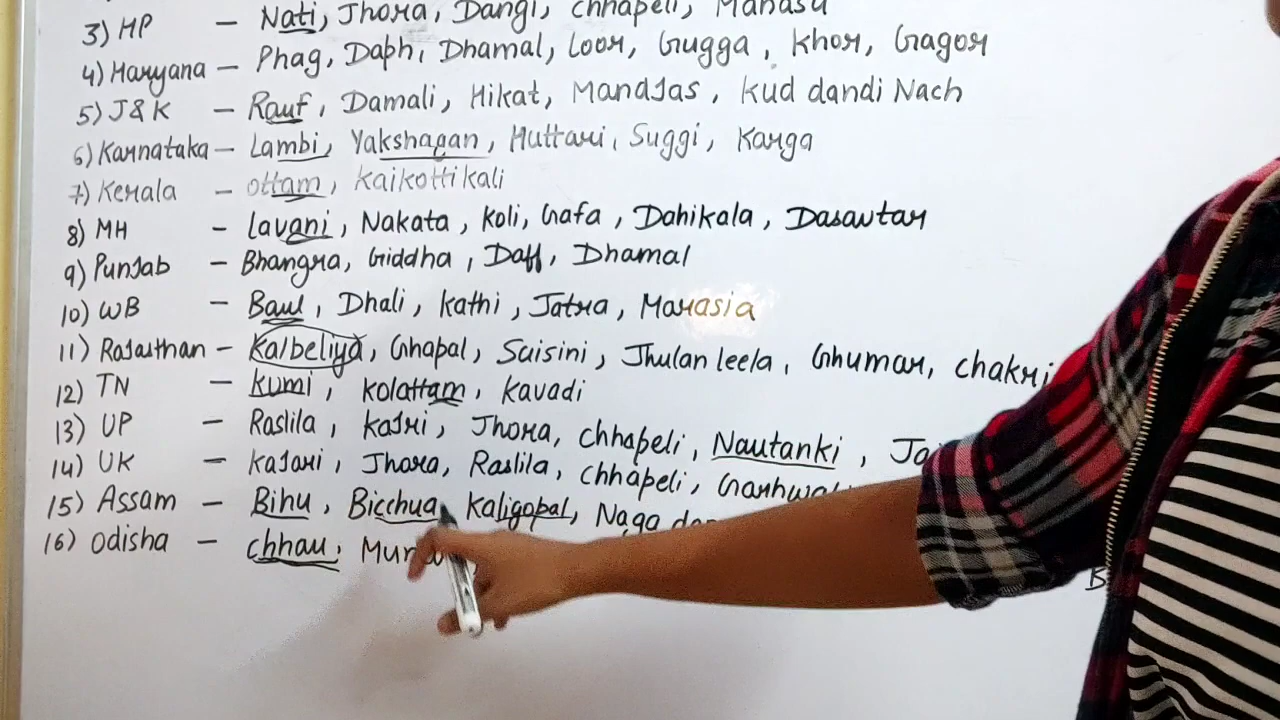 3) HP - Nati, Jhora, Dangi, Chhapeli, Mahasu
4) Haryana - Phag, Daph, Dhamal, Loor, Gugga, Khor, Gagor
5) J&K - Rauf, Damali, Hikat, MandJas, Kud dandi Nach
6) Karnataka - Lambi, Yakshagan, Huttari, Suggi, Karga
7) Kerala - ottam, Kaikottikali
8) MH - Lavani, Nakata, Koli, Gafa, Dahikala, Dasavtar
9) PunJab - Bhangra, Giddha, Daff, Dhamal
10) WB - Baul, Dhali, Kathi, Jatra, Marasia
11) RaJasthan - Kalbeliya, Ghapal, Suisini, Jhulan leela, Ghumar, Chakri
12) TN - Kumi, Kolattam, Kavadi
13) UP - Raslila, KaJri, Jhora, Chhapeli, Nautanki,
14) UK - KaJari, Jhora, Raslila, Chhapeli,
15) Assam - Bihu, Bicchua, Kaligopal, Naga
16) Odisha - Chhau,